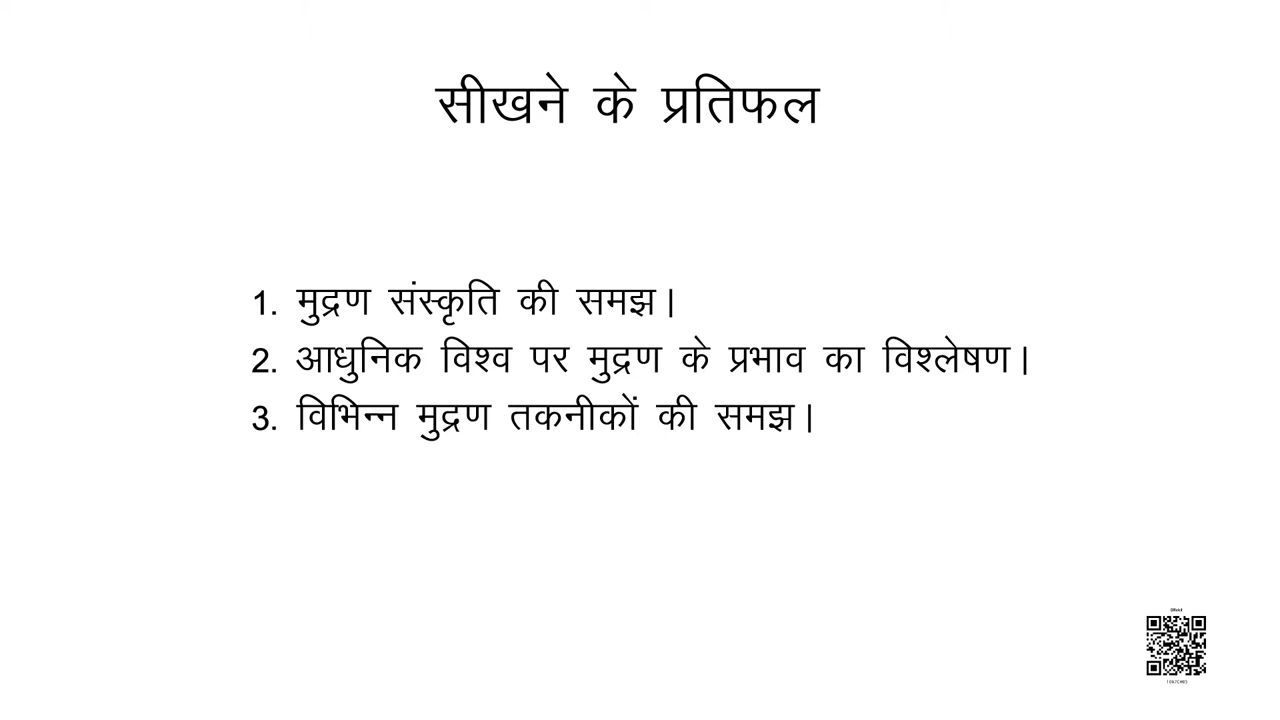 सीखने के प्रतिफल
1. मुद्रण संस्कृति की समझ।
2. आधुनिक विश्व पर मुद्रण के प्रभाव का विश्लेषण।
3. विभिन्न मुद्रण तकनीकों की समझ।